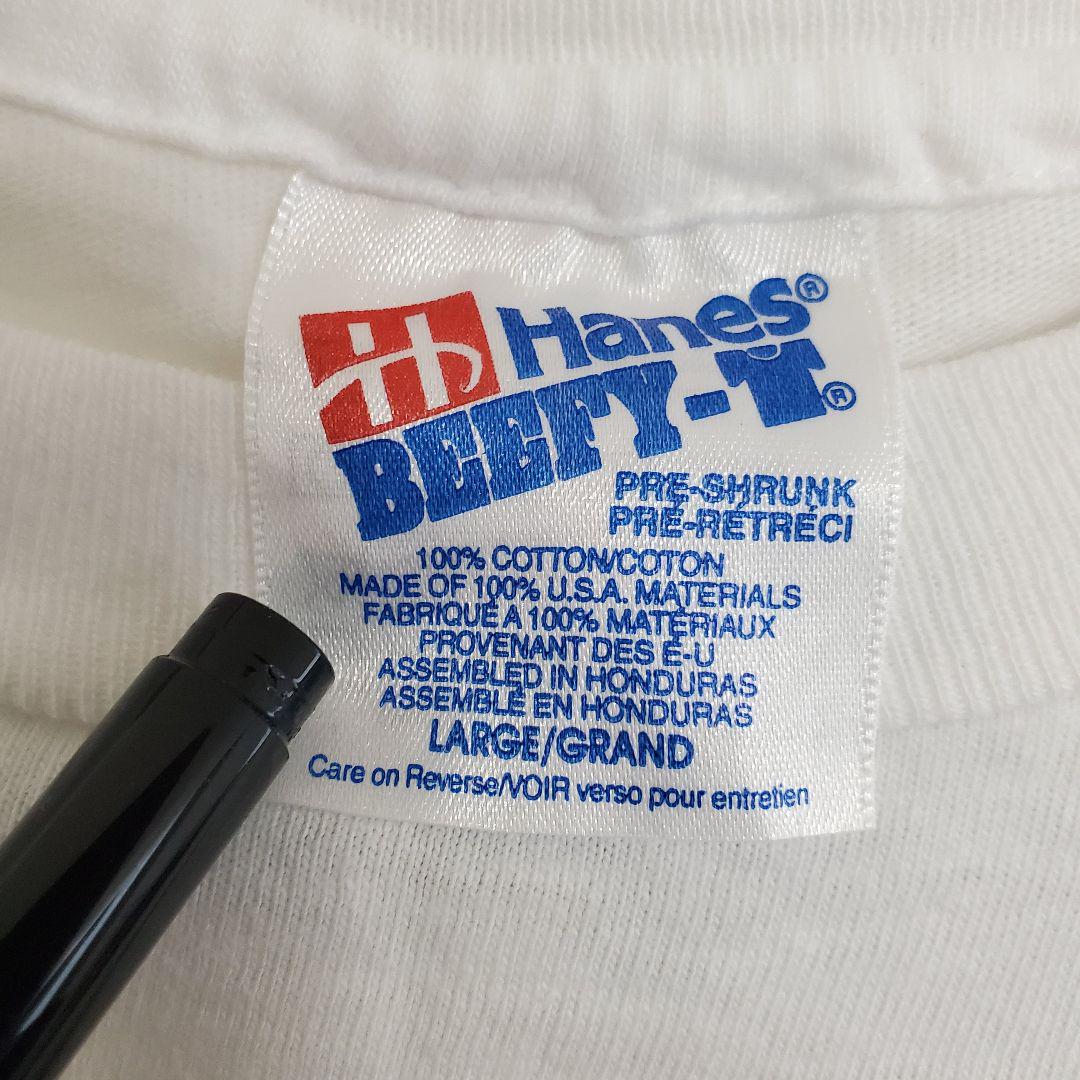 H Hanes®
BEEFY-T®
PRE-SHRUNK
PRÉ-RÉTRÉCI
100% COTTON/COTON
MADE OF 100% U.S.A. MATERIALS
FABRIQUÉ A 100% MATÉRIAUX
PROVENANT DES É-U
ASSEMBLED IN HONDURAS
ASSEMBLÉ EN HONDURAS
LARGE/GRAND
Care on Reverse/VOIR verso pour entretien